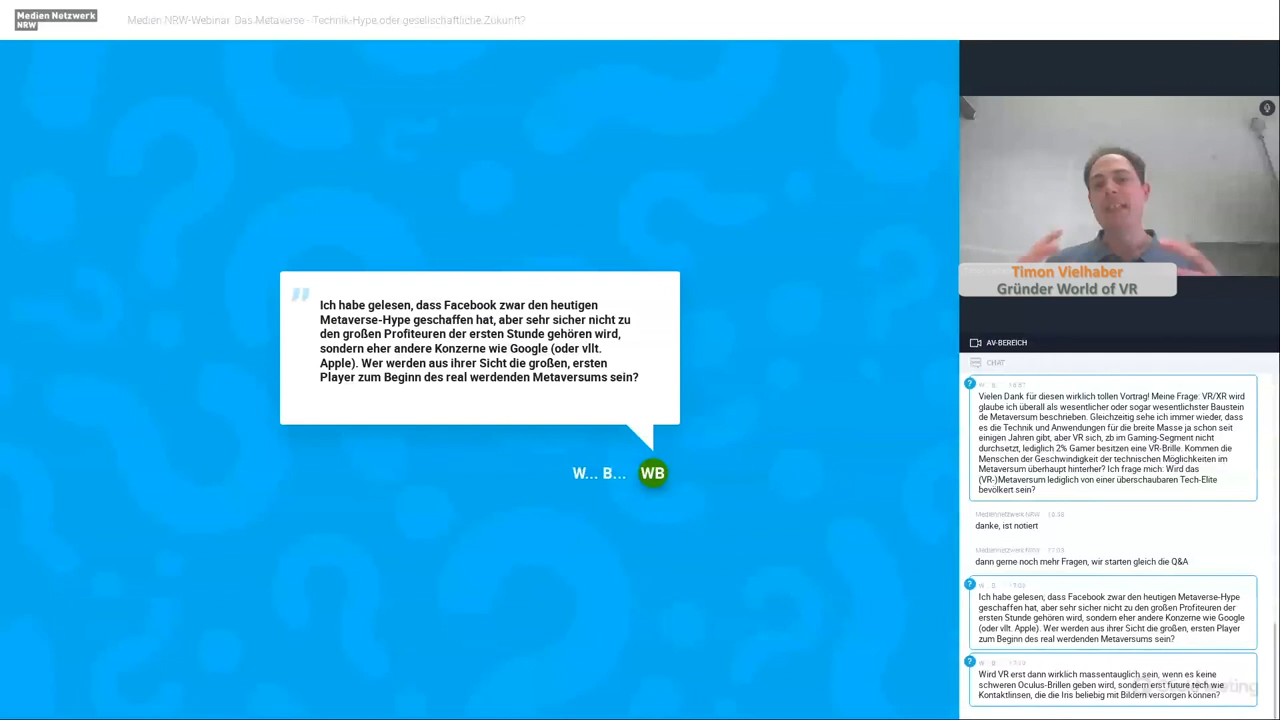 Medien Netzwerk
NRW
Medien.NRW-Webinar Das Metaverse - Technik-Hype oder gesellschaftliche Zukunft?
Ich habe gelesen, dass Facebook zwar den heutigen
Metaverse-Hype geschaffen hat, aber sehr sicher nicht zu
den großen Profiteuren der ersten Stunde gehören wird,
sondern eher andere Konzerne wie Google (oder vllt.
Apple). Wer werden aus ihrer Sicht die großen, ersten
Player zum Beginn des real werdenden Metaversums sein?
W... B... WB
Timon Vielhaber
Gründer World of VR
AV-BEREICH
CHAT
?
Vielen Dank für diesen wirklich tollen Vortrag! Meine Frage: VR/XR wird
glaube ich überall als wesentlicher oder sogar wesentlichster Baustein
de Metaversum beschrieben. Gleichzeitig sehe ich immer wieder, dass
es die Technik und Anwendungen für die breite Masse ja schon seit
einigen Jahren gibt, aber VR sich, zb im Gaming-Segment nicht
durchsetzt, lediglich 2% Gamer besitzen eine VR-Brille. Kommen die
Menschen der Geschwindigkeit der technischen Möglichkeiten im
Metaversum überhaupt hinterher? Ich frage mich: Wird das
(VR-)Metaversum lediglich von einer überschaubaren Tech-Elite
bevölkert sein?
Mediennetzwerk NRW
danke, ist notiert
Mediennetzwerk NRW
dann gerne noch mehr Fragen, wir starten gleich die Q&A
?
Ich habe gelesen, dass Facebook zwar den heutigen Metaverse-Hype
geschaffen hat, aber sehr sicher nicht zu den großen Profiteuren der
ersten Stunde gehören wird, sondern eher andere Konzerne wie Google
(oder vllt. Apple). Wer werden aus ihrer Sicht die großen, ersten Player
zum Beginn des real werdenden Metaversums sein?
?
Wird VR erst dann wirklich massentauglich sein, wenn es keine
schweren Oculus-Brillen geben wird, sondern erst future tech wie
Kontaktlinsen, die die Iris beliebig mit Bildern versorgen können?